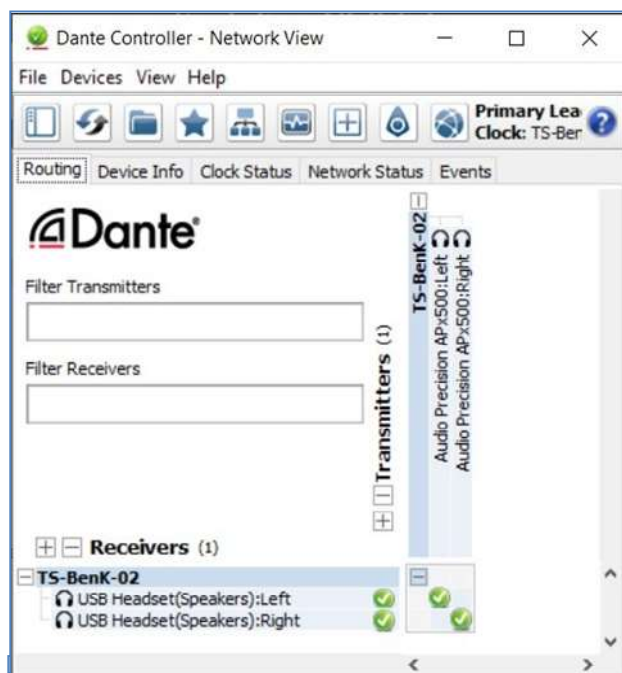 Dante Controller - Network View
File Devices View Help
Primary Lea
Clock: TS-Ber
Routing Device Info Clock Status Network Status Events
Dante®
Filter Transmitters
Filter Receivers
Transmitters (1)
TS-BenK-02
Audio Precision APx500:Left
Audio Precision APx500:Right
Receivers (1)
TS-BenK-02
USB Headset(Speakers):Left
USB Headset(Speakers):Right